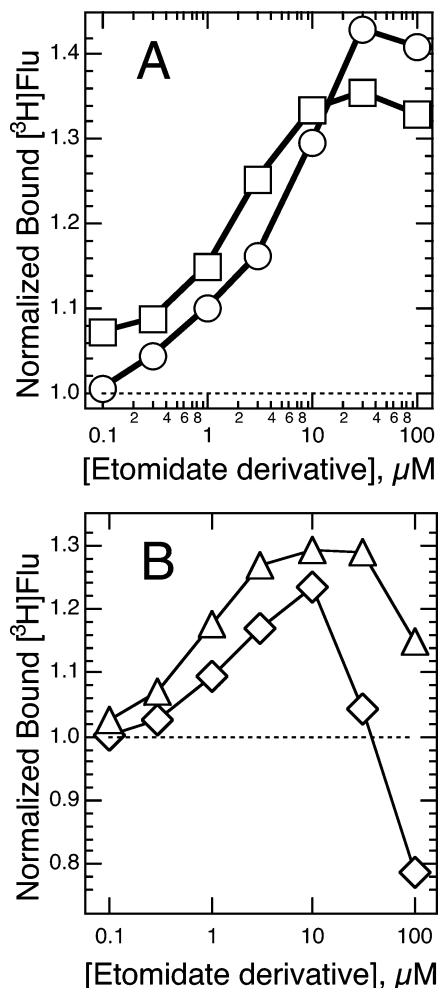 A
Normalized Bound [³H]Flu
1.4
1.3
1.2
1.1
1.0
2 4 6 8 2 4 6 8 2 4 6 8
0.1 1 10 100
[Etomidate derivative], μM
B
Normalized Bound [³H]Flu
1.3
1.2
1.1
1.0
0.9
0.8
0.1 1 10 100
[Etomidate derivative], μM